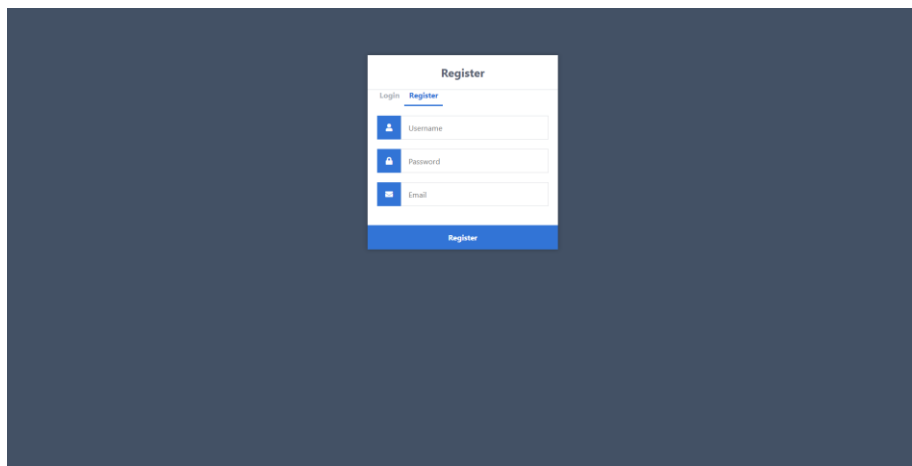 Register
Login Register
Username
Password
Email
Register